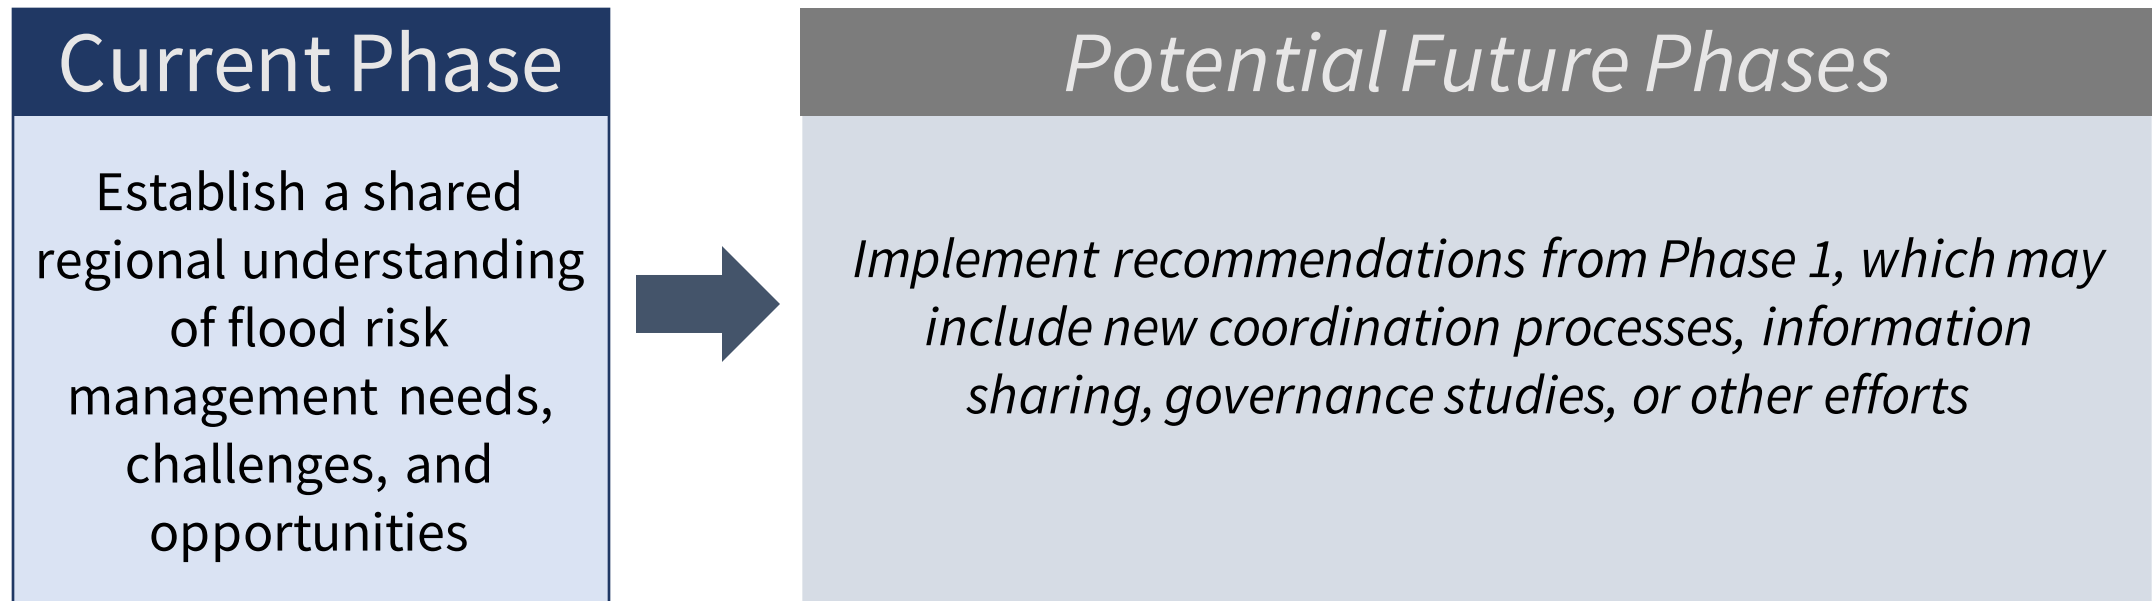 Current Phase
Establish a shared
regional understanding
of flood risk
management needs,
challenges, and
opportunities
Potential Future Phases
Implement recommendations from Phase 1, which may
include new coordination processes, information
sharing, governance studies, or other efforts